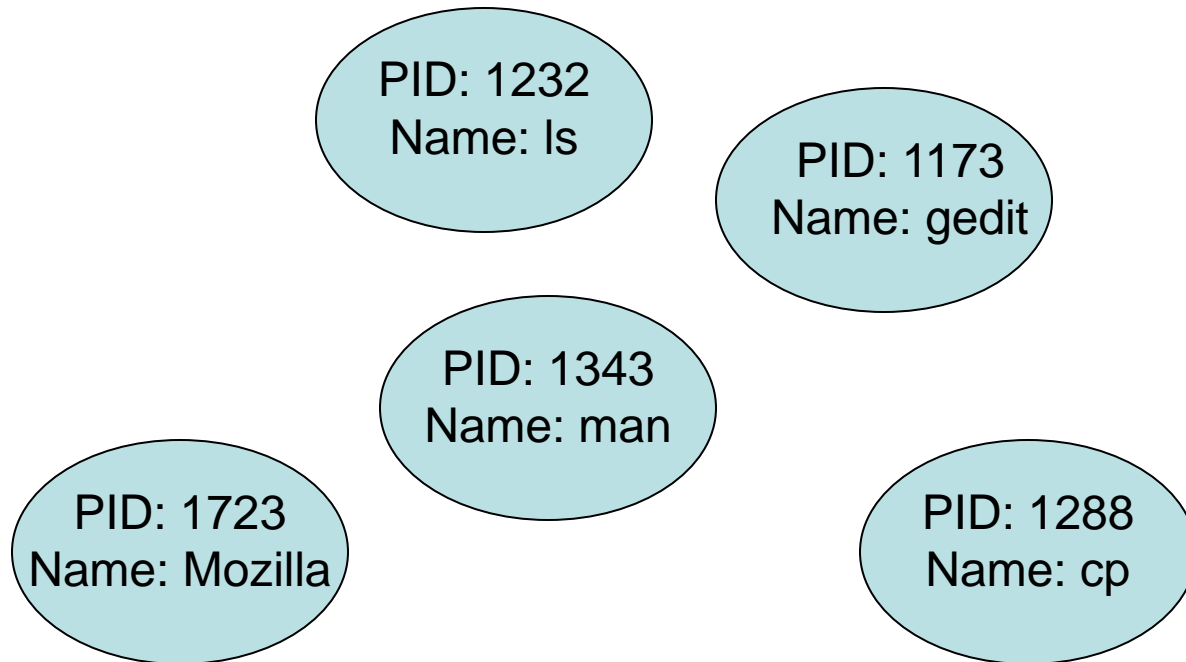 PID: 1232
Name: ls
PID: 1173
Name: gedit
PID: 1343
Name: man
PID: 1723
Name: Mozilla
PID: 1288
Name: cp